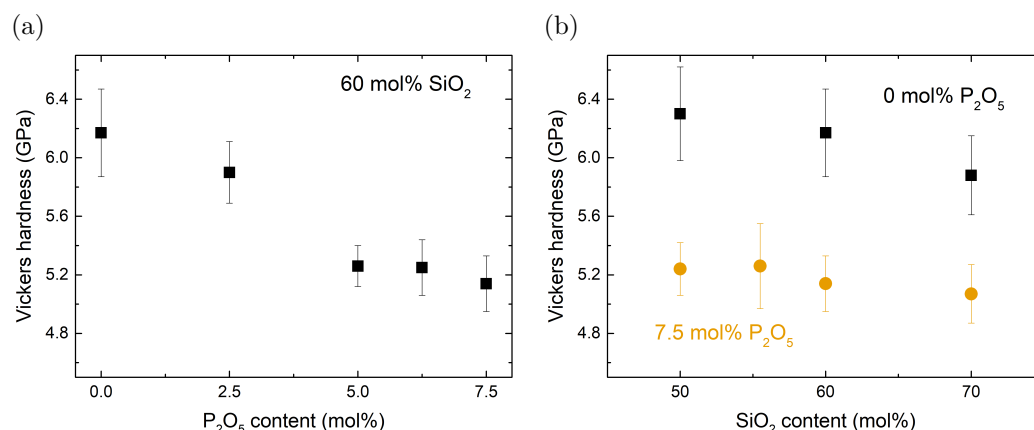 (a)
60 mol% SiO₂
Vickers hardness (GPa)
6.4
6.0
5.6
5.2
4.8
0.0 2.5 5.0 7.5
P₂O₅ content (mol%)
(b)
0 mol% P₂O₅
Vickers hardness (GPa)
6.4
6.0
5.6
5.2
4.8
7.5 mol% P₂O₅
50 60 70
SiO₂ content (mol%)